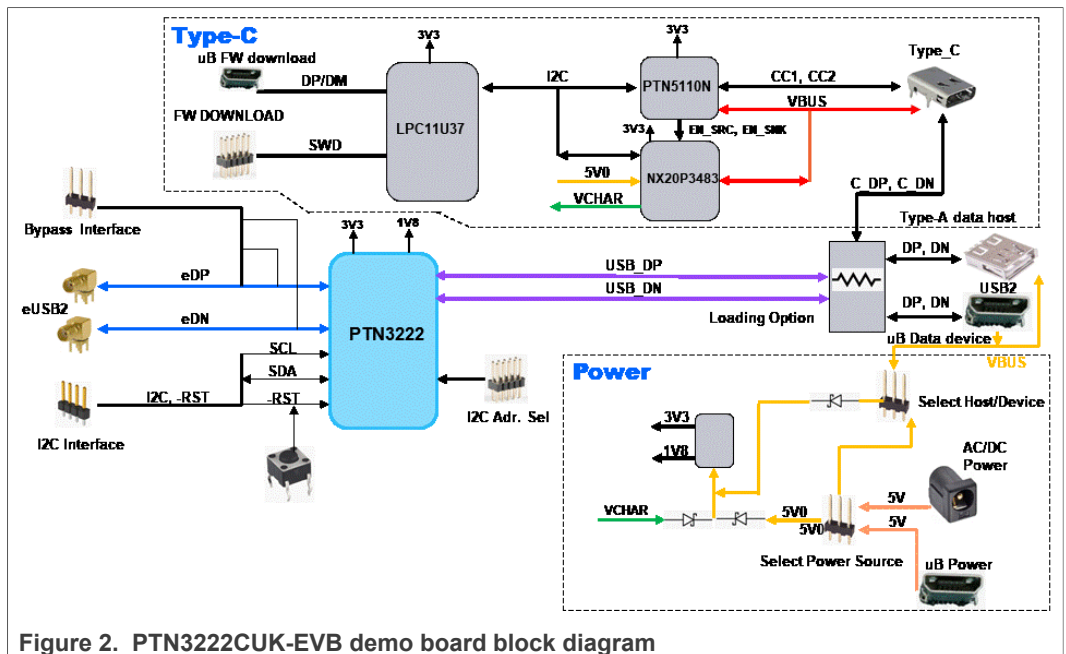 Type-C
3V3
uB FW download
DP/DM
FW DOWNLOAD
SWD
LPC11U37
I2C
3V3
PTN5110N
CC1, CC2
Type_C
VBUS
3V3
EN_SRC, EN_SNK
5V0
NX20P3483
VCHAR
C_DP, C_DN
Bypass Interface
3V3
1V8
Type-A data host
eDP
USB_DP
DP, DN
eUSB2
USB_DN
USB2
eDN
PTN3222
DP, DN
Loading Option
uB Data device
SCL
VBUS
SDA
I2C, -RST
-RST
I2C Interface
I2C Adr. Sel
Power
Select Host/Device
3V3
1V8
AC/DC
Power
VCHAR
5V0
5V0
5V
5V
Select Power Source
uB Power
Figure 2. PTN3222CUK-EVB demo board block diagram